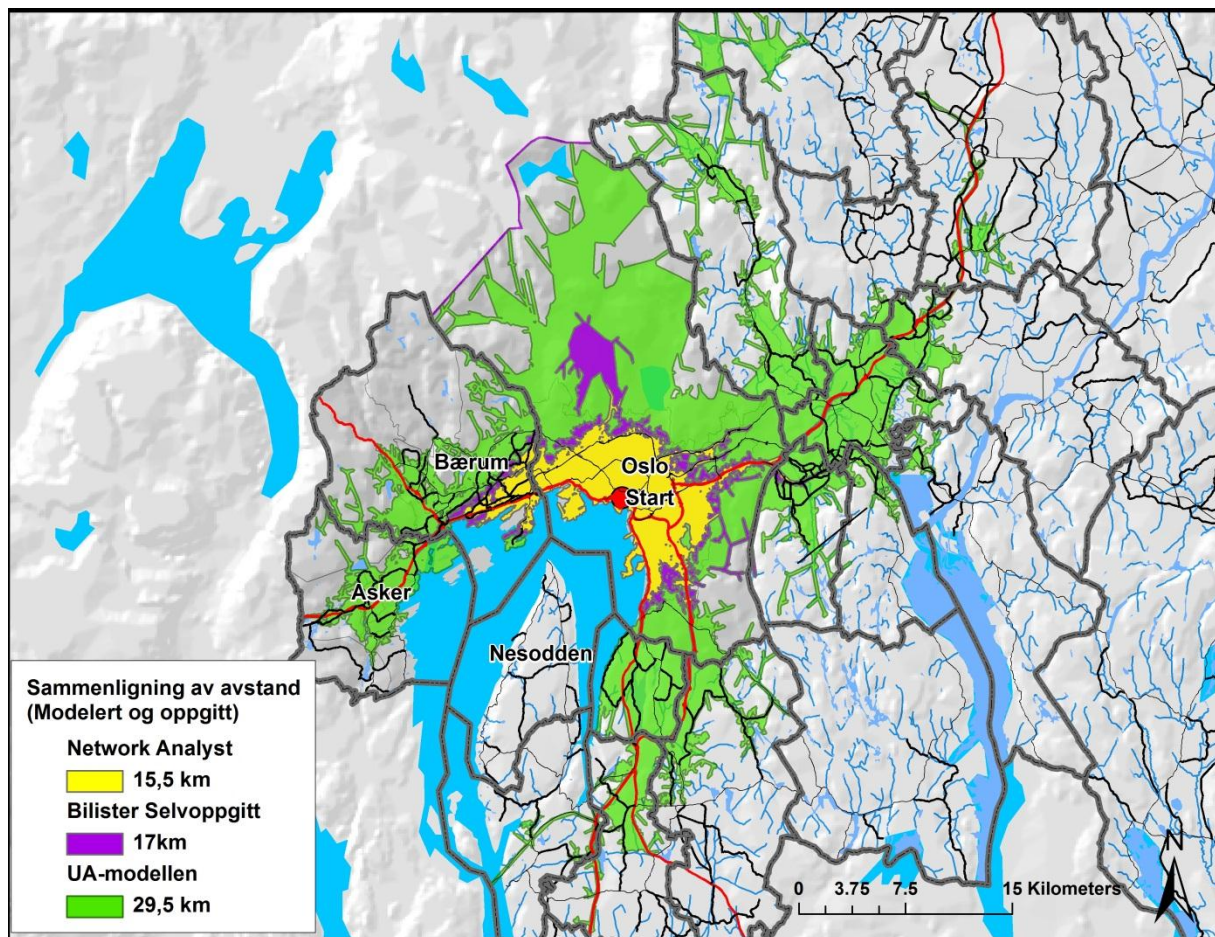 Bærum
Oslo
Start
Asker
Nesodden
Sammenligning av avstand
(Modelert og oppgitt)
Network Analyst
15,5 km
Bilister Selvoppgitt
17km
UA-modellen
29,5 km
N
0 3.75 7.5 15 Kilometers